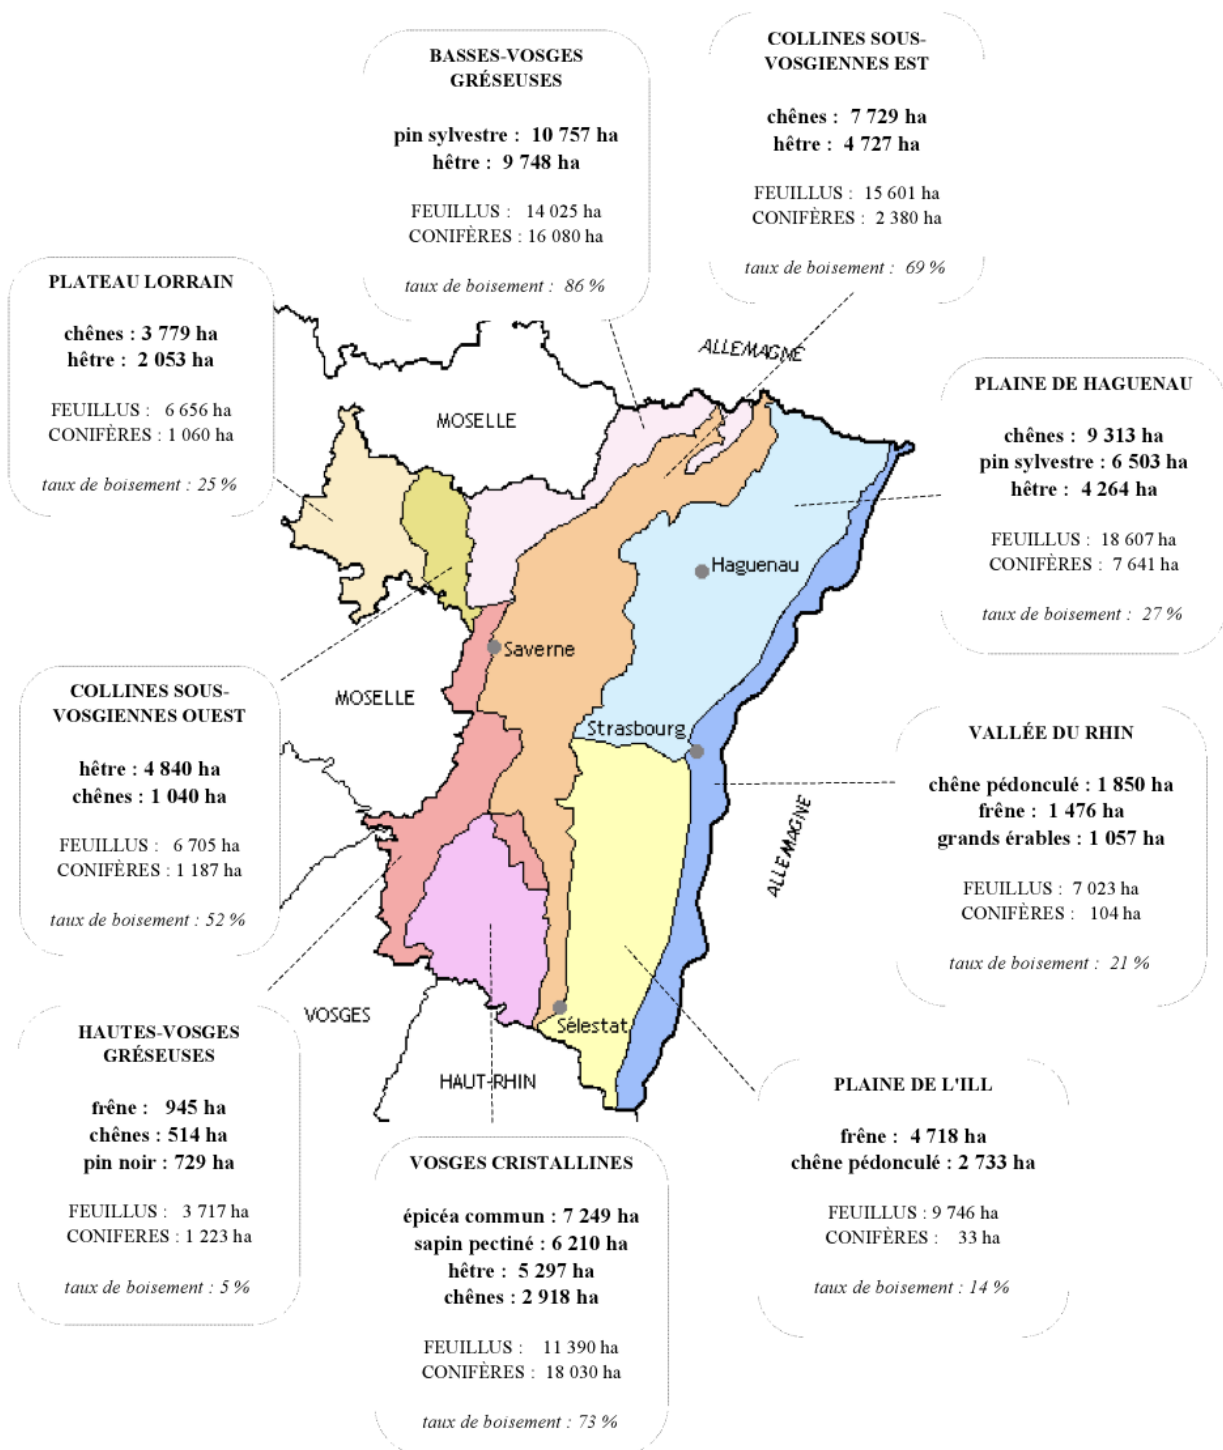 BASSES-VOSGES
GRÉSEUSES
pin sylvestre : 10 757 ha
hêtre : 9 748 ha
FEUILLUS : 14 025 ha
CONIFÈRES : 16 080 ha
taux de boisement : 86 %
COLLINES SOUS-
VOSGIENNES EST
chênes : 7 729 ha
hêtre : 4 727 ha
FEUILLUS : 15 601 ha
CONIFÈRES : 2 380 ha
taux de boisement : 69 %
PLATEAU LORRAIN
chênes : 3 779 ha
hêtre : 2 053 ha
FEUILLUS : 6 656 ha
CONIFÈRES : 1 060 ha
taux de boisement : 25 %
PLAINE DE HAGUENAU
chênes : 9 313 ha
pin sylvestre : 6 503 ha
hêtre : 4 264 ha
FEUILLUS : 18 607 ha
CONIFÈRES : 7 641 ha
taux de boisement : 27 %
ALLEMAGNE
MOSELLE
Haguenau
Saverne
MOSELLE
Strasbourg
ALLEMAGNE
VOSGES
Sélestat
HAUT-RHIN
COLLINES SOUS-
VOSGIENNES OUEST
hêtre : 4 840 ha
chênes : 1 040 ha
FEUILLUS : 6 705 ha
CONIFÈRES : 1 187 ha
taux de boisement : 52 %
VALLÉE DU RHIN
chêne pédonculé : 1 850 ha
frêne : 1 476 ha
grands érables : 1 057 ha
FEUILLUS : 7 023 ha
CONIFÈRES : 104 ha
taux de boisement : 21 %
HAUTES-VOSGES
GRÉSEUSES
frêne : 945 ha
chênes : 514 ha
pin noir : 729 ha
FEUILLUS : 3 717 ha
CONIFERES : 1 223 ha
taux de boisement : 5 %
VOSGES CRISTALLINES
épicéa commun : 7 249 ha
sapin pectiné : 6 210 ha
hêtre : 5 297 ha
chênes : 2 918 ha
FEUILLUS : 11 390 ha
CONIFÈRES : 18 030 ha
taux de boisement : 73 %
PLAINE DE L'ILL
frêne : 4 718 ha
chêne pédonculé : 2 733 ha
FEUILLUS : 9 746 ha
CONIFÈRES : 33 ha
taux de boisement : 14 %